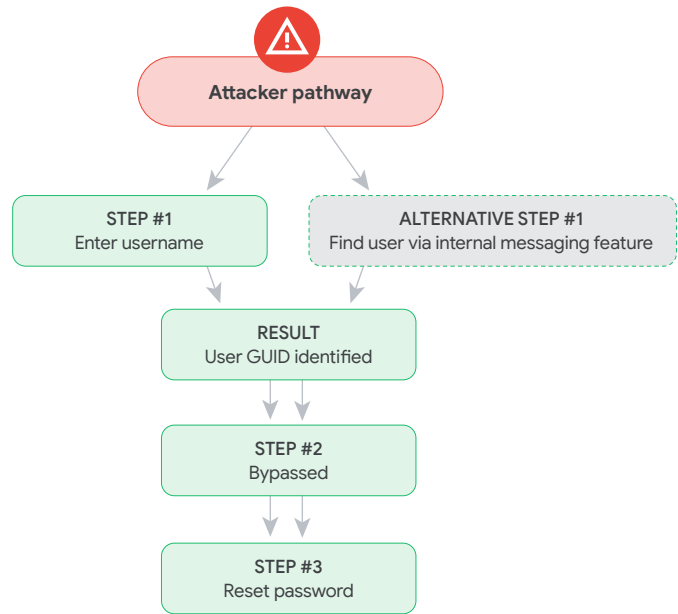 Attacker pathway
STEP #1
Enter username
ALTERNATIVE STEP #1
Find user via internal messaging feature
RESULT
User GUID identified
STEP #2
Bypassed
STEP #3
Reset password